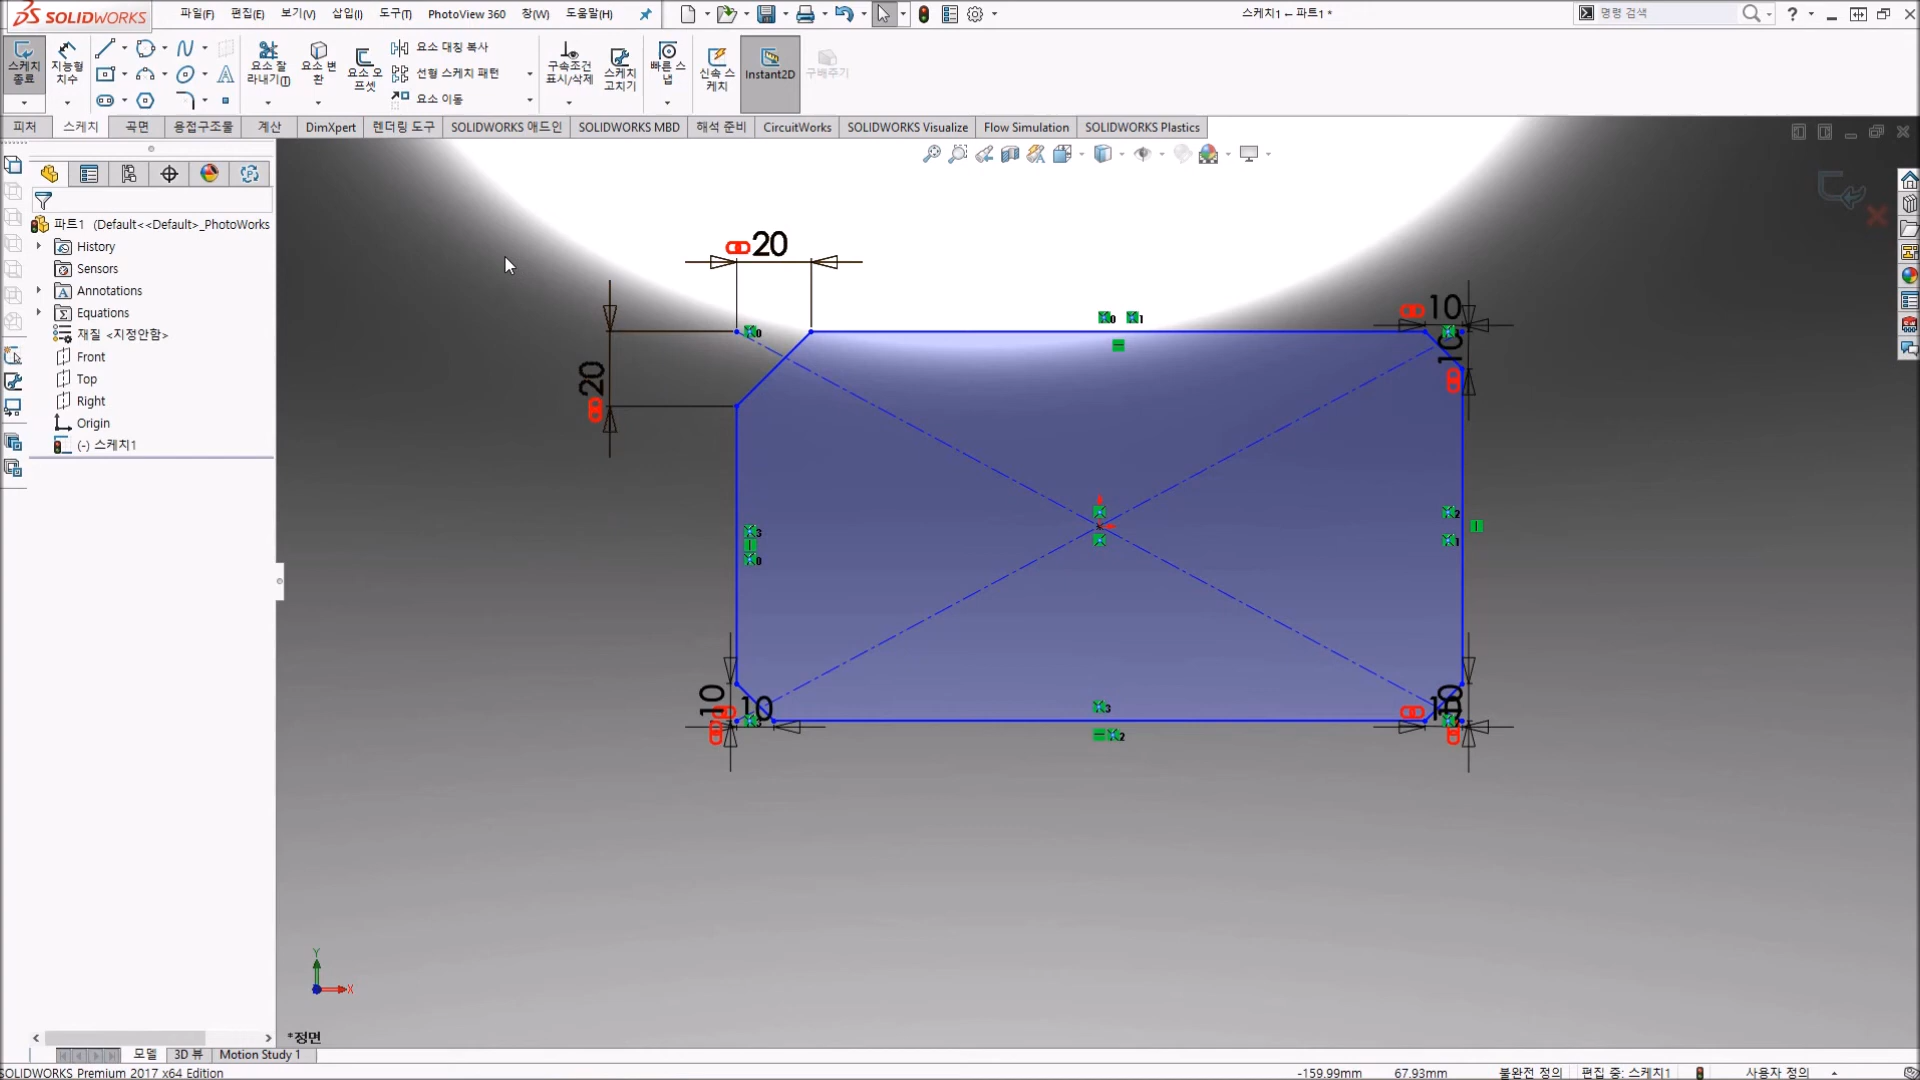 SOLIDWORKS 파일(F) 편집(E) 보기(V) 삽입(I) 도구(T) PhotoView 360 창(W) 도움말(H) 스케치1 ← 파트1 * 명령 검색
스케치 종료
지능형 치수
요소 잘라내기(T)
요소 변환
요소 오프셋
요소 대칭 복사
선형 스케치 패턴
요소 이동
구속조건 표시/삭제
스케치 고치기
빠른 스냅
신속 스케치
Instant2D
구배주기
피처 스케치 곡면 용접구조물 계산 DimXpert 렌더링 도구 SOLIDWORKS 애드인 SOLIDWORKS MBD 해석 준비 CircuitWorks SOLIDWORKS Visualize Flow Simulation SOLIDWORKS Plastics
파트1 (Default<<Default>_PhotoWorks
History
Sensors
Annotations
Equations
재질 <지정안함>
Front
Top
Right
Origin
(-) 스케치1
20
10
20
10
10
10
10
10
Y
X
*정면
모델 3D 뷰 Motion Study 1
SOLIDWORKS Premium 2017 x64 Edition -159.99mm 67.93mm 불완전 정의 편집 중: 스케치1 사용자 정의